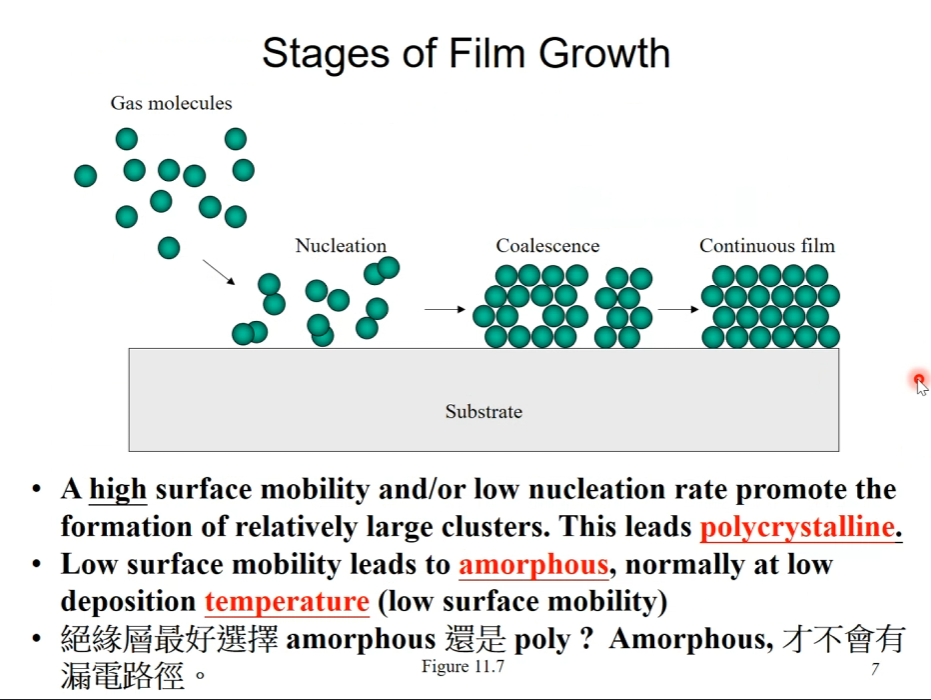 Stages of Film Growth
Gas molecules
Nucleation
Coalescence
Continuous film
Substrate
• A high surface mobility and/or low nucleation rate promote the
formation of relatively large clusters. This leads polycrystalline.
• Low surface mobility leads to amorphous, normally at low
deposition temperature (low surface mobility)
• 絕緣層最好選擇 amorphous 還是 poly ? Amorphous, 才不會有
漏電路徑。
Figure 11.7
7